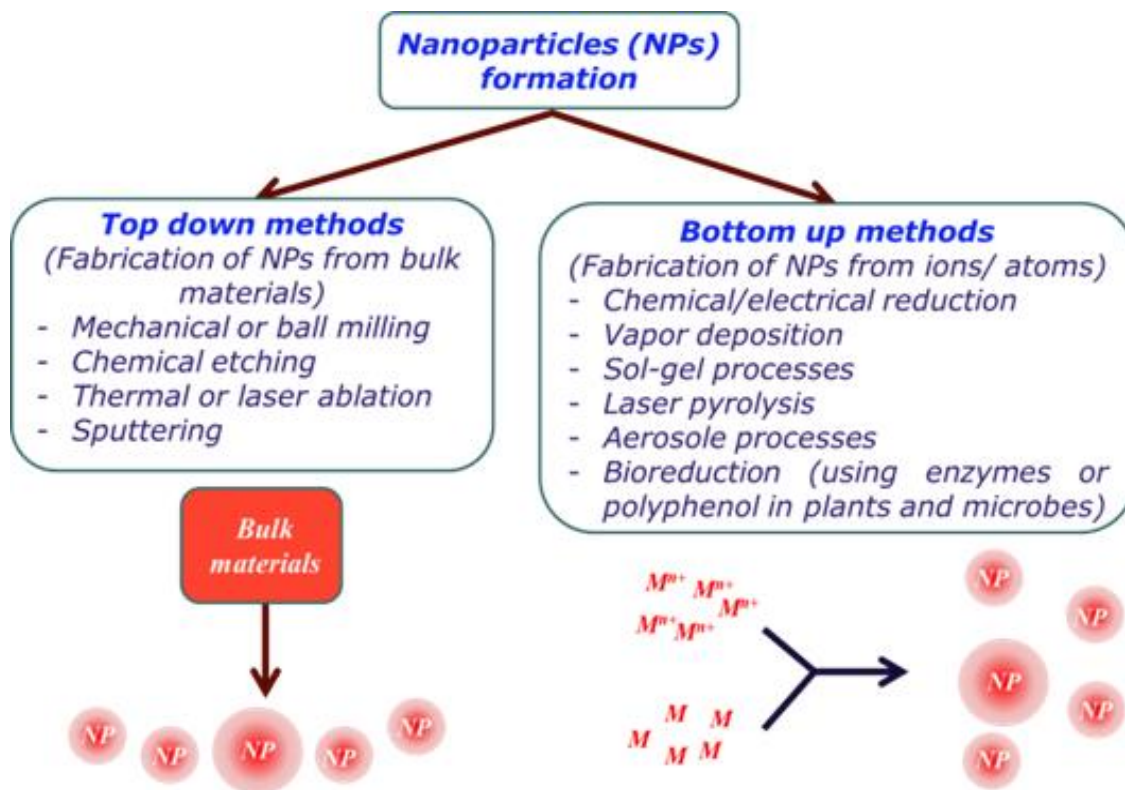 Nanoparticles (NPs)
formation
Top down methods
(Fabrication of NPs from bulk
materials)
- Mechanical or ball milling
- Chemical etching
- Thermal or laser ablation
- Sputtering
Bottom up methods
(Fabrication of NPs from ions/ atoms)
- Chemical/electrical reduction
- Vapor deposition
- Sol-gel processes
- Laser pyrolysis
- Aerosole processes
- Bioreduction (using enzymes or
polyphenol in plants and microbes)
Bulk
materials
NP NP NP NP NP
Mⁿ⁺ Mⁿ⁺
Mⁿ⁺
Mⁿ⁺ Mⁿ⁺
M M
M
M M
NP
NP
NP
NP
NP